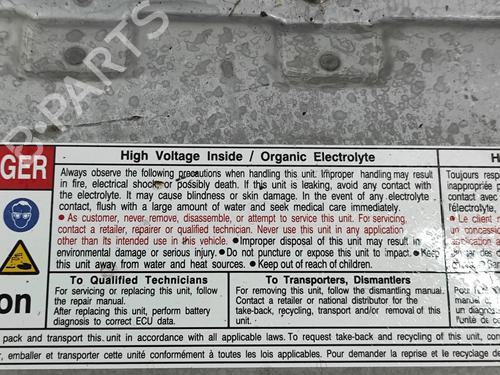 B-PARTS
High Voltage Inside / Organic Electrolyte
GER
Always observe the following precautions when handling this unit. Improper handling may result
in fire, electrical shock, or possibly death. If this unit is leaking, avoid any contact with
the electrolyte. It may cause blindness or skin damage. In the event of any electrolyte
contact, flush with a large amount of water and seek medical care immediately.
● As customer, never remove, disassemble, or attempt to service this unit. For servicing,
contact a retailer, repairer or qualified technician. Never use this unit in any application
other than its intended use in this vehicle. ● Improper disposal of this unit may result in
environmental damage or serious injury. ● Do not puncture or expose this unit to impact. ● Keep
this unit away from water and heat sources. ● Keep out of reach of children.
on
To Qualified Technicians
For servicing or replacing this unit, follow
the repair manual.
After replacing this unit, perform battery
diagnosis to correct ECU data.
To Transporters, Dismantlers
For removing this unit, follow the dismantling manual.
Contact a retailer or national distributor for the
take-back, recycling, transport and/or removal of this
unit.
H
Toujours respe
inappropriée
contact avec
l'électrolyte,
● Le client
un concession
application
● Ne pas
pack and transport this unit in accordance with all applicable laws. To request take-back and recycling of this unit, cont
er, emballer et transporter cette unité conformément à toutes les lois applicables. Pour demander la reprise et le recyclage de